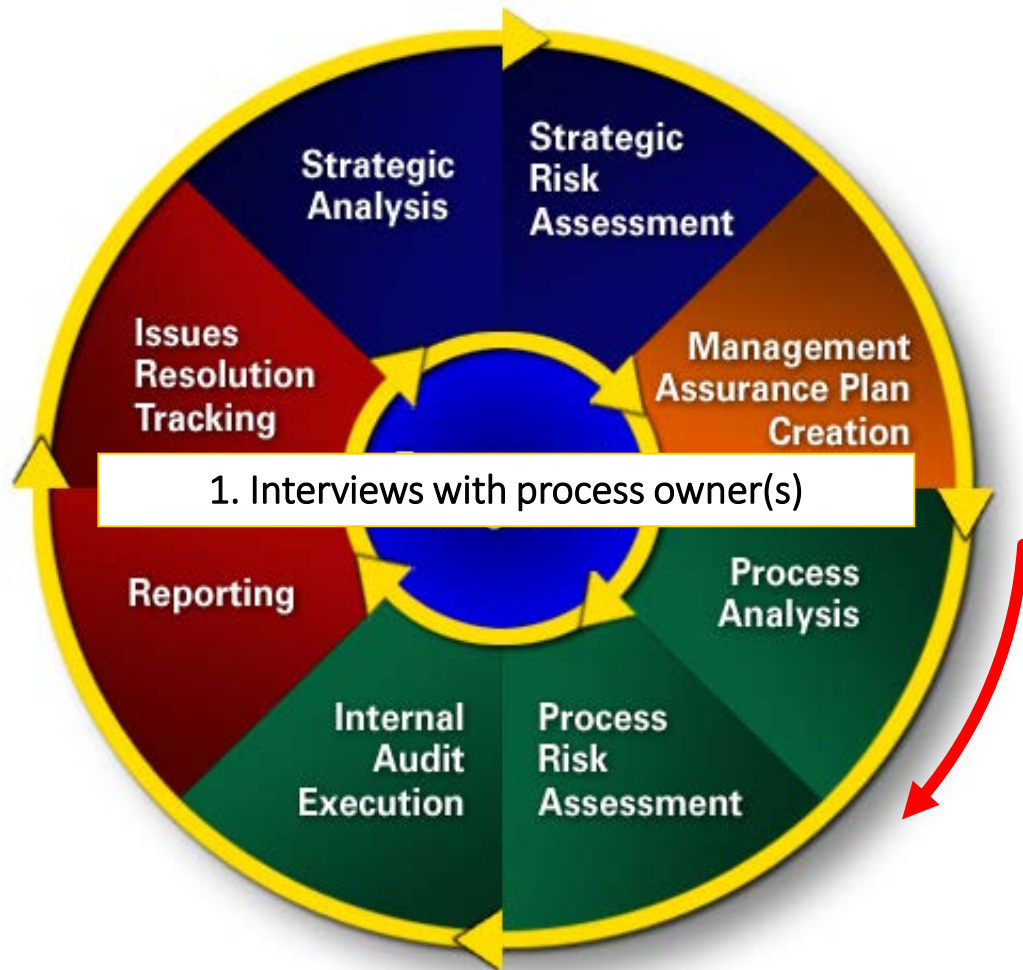 Strategic
Analysis
Strategic
Risk
Assessment
Management
Assurance Plan
Creation
Process
Analysis
Process
Risk
Assessment
Internal
Audit
Execution
Reporting
Issues
Resolution
Tracking
1. Interviews with process owner(s)